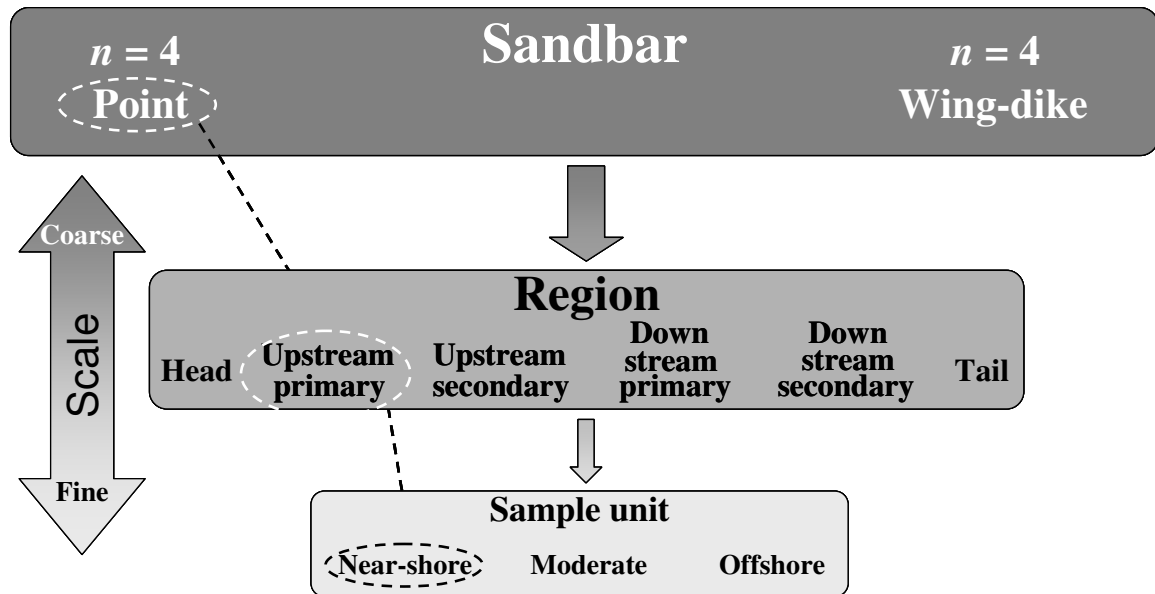 Sandbar
n = 4
Point
n = 4
Wing-dike
Coarse
Scale
Fine
Region
Head
Upstream
primary
Upstream
secondary
Down
stream
primary
Down
stream
secondary
Tail
Sample unit
Near-shore
Moderate
Offshore